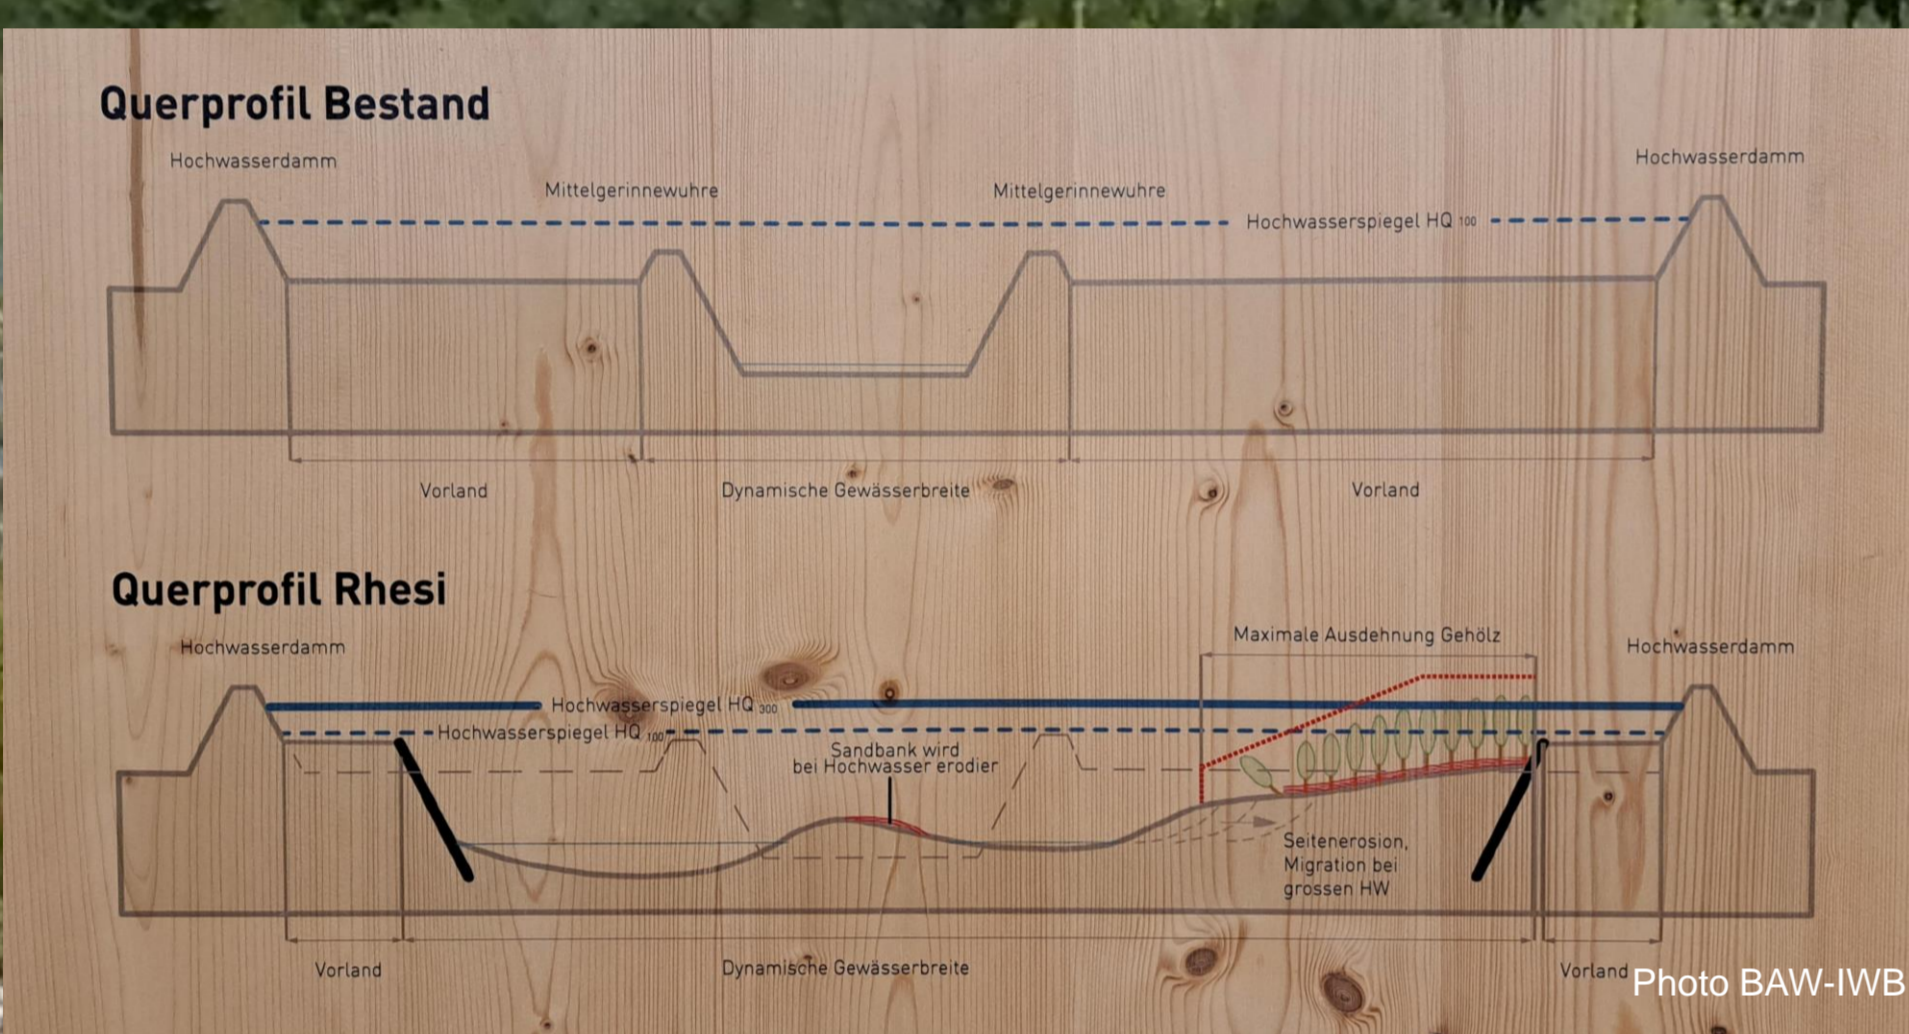 Querprofil Bestand
Hochwasserdamm
Hochwasserdamm
Mittelgerinnewuhre
Mittelgerinnewuhre
Hochwasserspiegel HQ 100
Vorland
Dynamische Gewässerbreite
Vorland
Querprofil Rhesi
Maximale Ausdehnung Gehölz
Hochwasserdamm
Hochwasserdamm
Hochwasserspiegel HQ 300
Hochwasserspiegel HQ 100
Sandbank wird
bei Hochwasser erodier
Seitenerosion,
Migration bei
grossen HW
Vorland
Dynamische Gewässerbreite
Vorland
Photo BAW-IWB